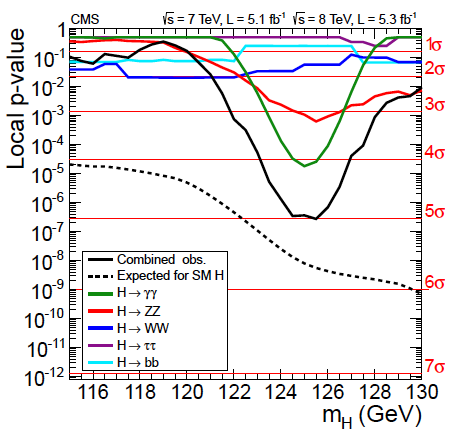 CMS √s = 7 TeV, L = 5.1 fb⁻¹ √s = 8 TeV, L = 5.3 fb⁻¹
Local p-value
1
10⁻¹
10⁻²
10⁻³
10⁻⁴
10⁻⁵
10⁻⁶
10⁻⁷
10⁻⁸
10⁻⁹
10⁻¹⁰
10⁻¹¹
10⁻¹²
1σ
2σ
3σ
4σ
5σ
6σ
7σ
Combined obs.
Expected for SM H
H → γγ
H → ZZ
H → WW
H → ττ
H → bb
116 118 120 122 124 126 128 130
m_H (GeV)